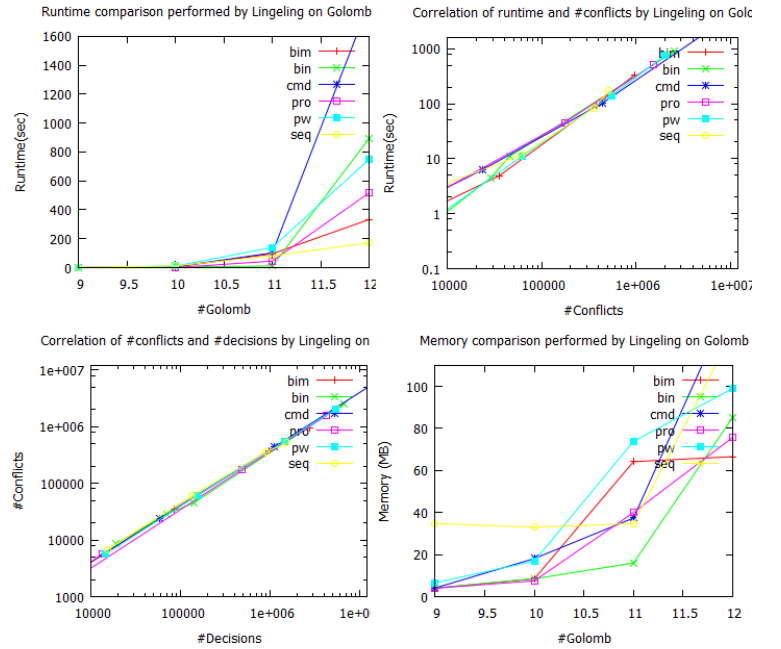 Runtime comparison performed by Lingeling on Golomb
Runtime(sec)
1600
1400
1200
1000
800
600
400
200
0
bim
bin
cmd
pro
pw
seq
9 9.5 10 10.5 11 11.5 12
#Golomb
Correlation of runtime and #conflicts by Lingeling on Golo
Runtime(sec)
1000
100
10
1
0.1
bim
bin
cmd
pro
pw
seq
10000 100000 1e+006 1e+007
#Conflicts
Correlation of #conflicts and #decisions by Lingeling on
#Conflicts
1e+007
1e+006
100000
10000
1000
bim
bin
cmd
pro
pw
seq
10000 100000 1e+006 1e+0
#Decisions
Memory comparison performed by Lingeling on Golomb
Memory (MB)
100
80
60
40
20
0
bim
bin
cmd
pro
pw
seq
9 9.5 10 10.5 11 11.5 12
#Golomb